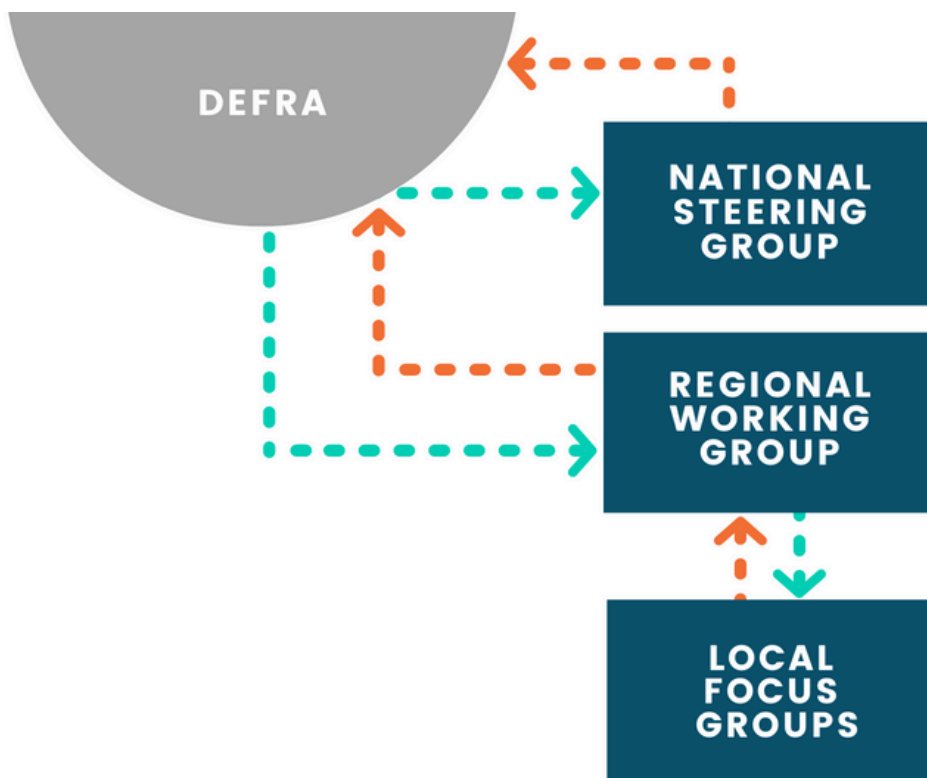 DEFRA
NATIONAL
STEERING
GROUP
REGIONAL
WORKING
GROUP
LOCAL
FOCUS
GROUPS